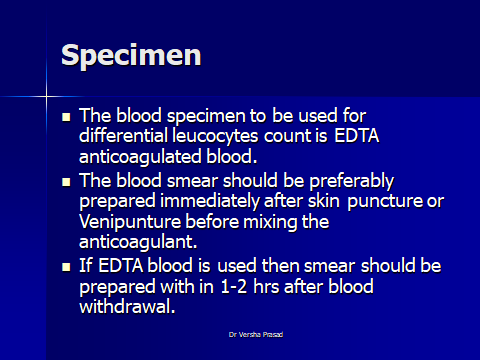 Specimen
■ The blood specimen to be used for
differential leucocytes count is EDTA
anticoagulated blood.
■ The blood smear should be preferably
prepared immediately after skin puncture or
Venipunture before mixing the
anticoagulant.
■ If EDTA blood is used then smear should be
prepared with in 1-2 hrs after blood
withdrawal.
Dr Versha Prasad